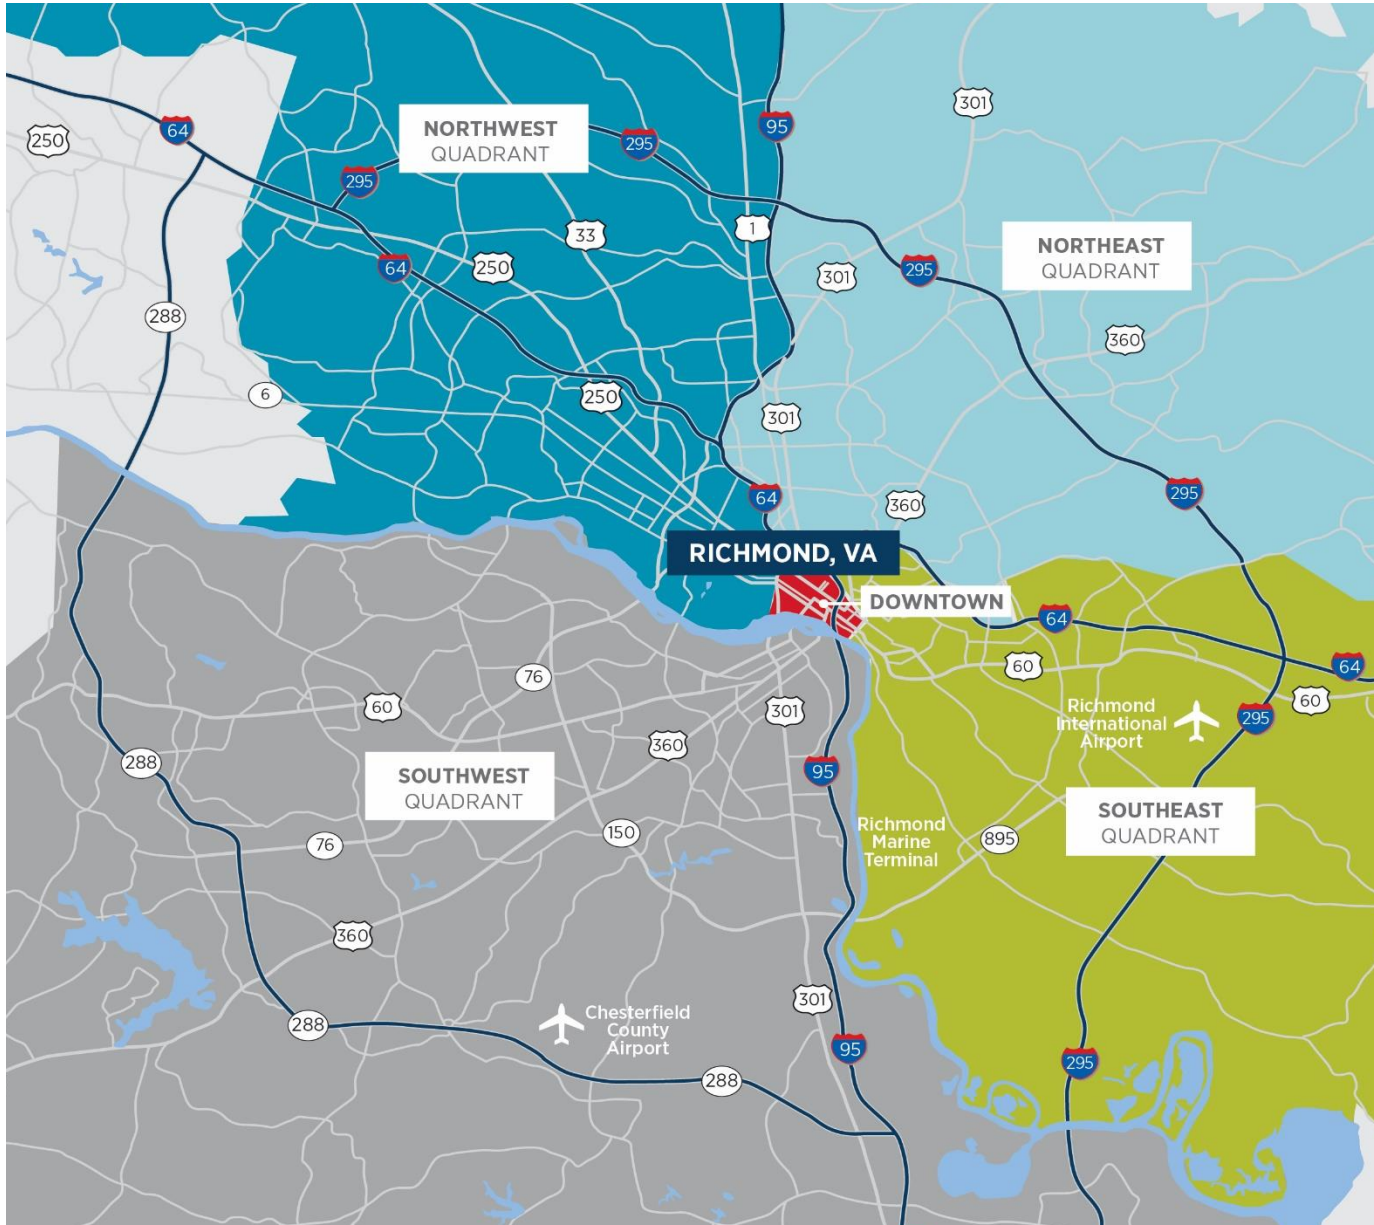 301
95
64
NORTHWEST
QUADRANT
250
295
295
1
33
NORTHEAST
QUADRANT
250
64
301
295
288
360
6
250
301
64
295
360
RICHMOND, VA
DOWNTOWN
64
60
64
76
60
301
Richmond
International
Airport
60
295
360
288
SOUTHWEST
QUADRANT
95
SOUTHEAST
QUADRANT
Richmond
Marine
Terminal
150
895
76
360
301
Chesterfield
County
Airport
288
95
295
288